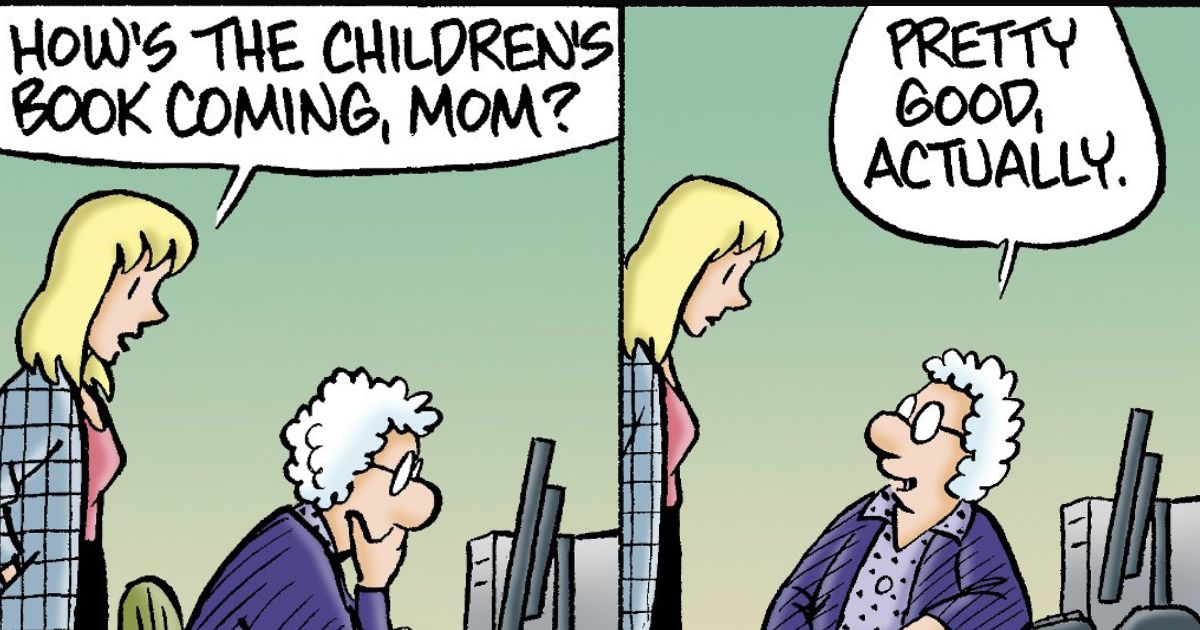 HOW'S THE CHILDREN'S
BOOK COMING, MOM?
PRETTY
GOOD,
ACTUALLY.